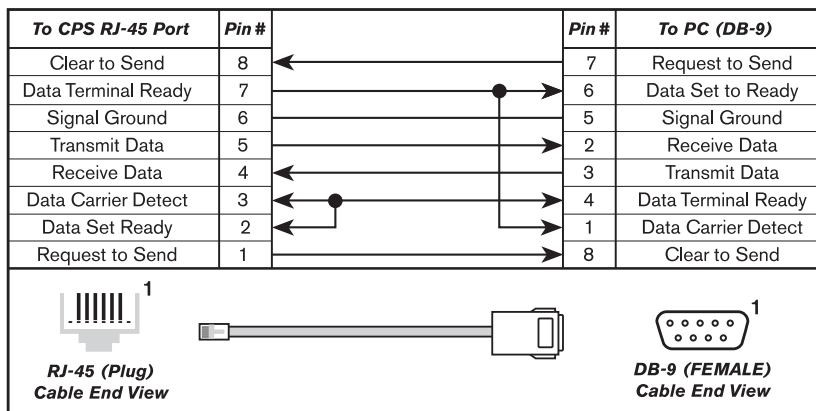 To CPS RJ-45 Port Pin # Pin # To PC (DB-9)
Clear to Send 8 7 Request to Send
Data Terminal Ready 7 6 Data Set to Ready
Signal Ground 6 5 Signal Ground
Transmit Data 5 2 Receive Data
Receive Data 4 3 Transmit Data
Data Carrier Detect 3 4 Data Terminal Ready
Data Set Ready 2 1 Data Carrier Detect
Request to Send 1 8 Clear to Send
1 1
RJ-45 (Plug) DB-9 (FEMALE)
Cable End View Cable End View